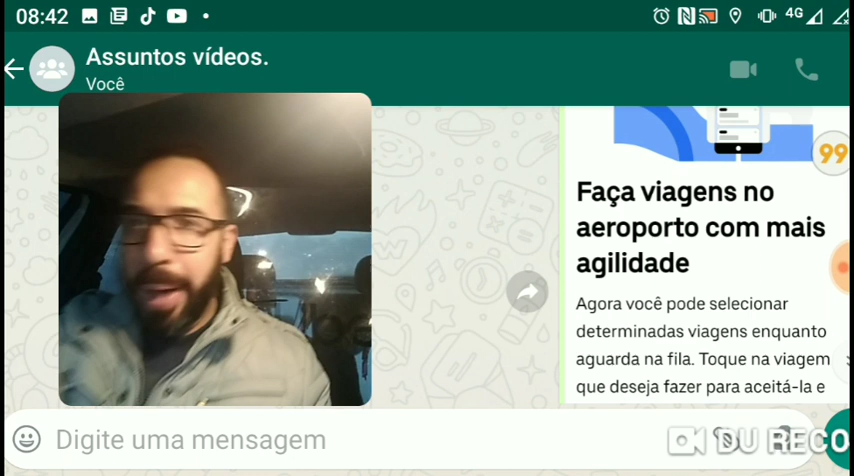 08:42
4G
Assuntos vídeos.
Você
99
Faça viagens no
aeroporto com mais
agilidade
Agora você pode selecionar
determinadas viagens enquanto
aguarda na fila. Toque na viagem
que deseja fazer para aceitá-la e
Digite uma mensagem
DU RECO